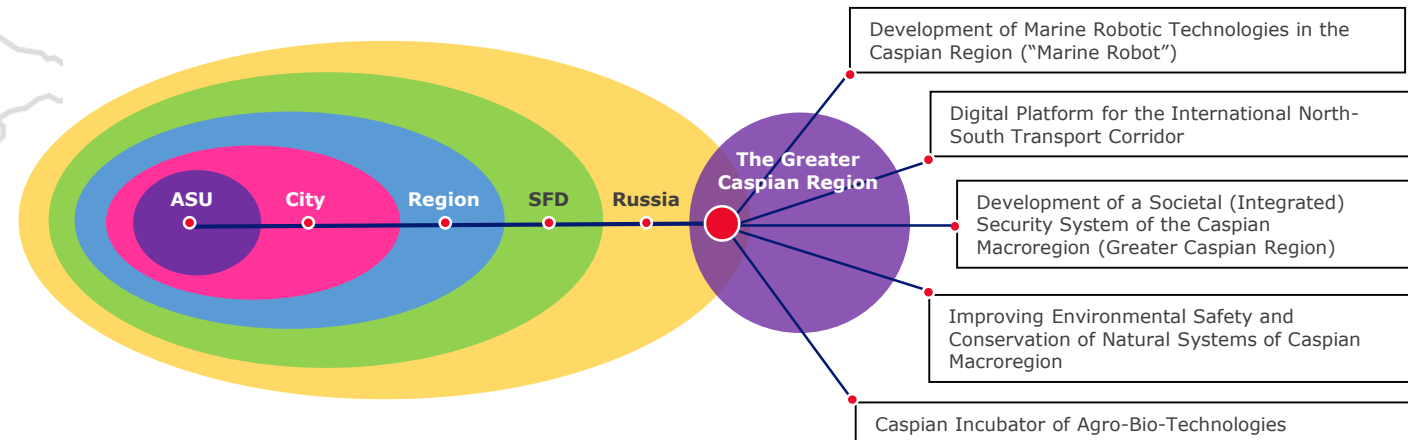 Development of Marine Robotic Technologies in the
Caspian Region (“Marine Robot”)
Digital Platform for the International North-
South Transport Corridor
The Greater
Caspian Region
ASU
City
Region
SFD
Russia
Development of a Societal (Integrated)
Security System of the Caspian
Macroregion (Greater Caspian Region)
Improving Environmental Safety and
Conservation of Natural Systems of Caspian
Macroregion
Caspian Incubator of Agro-Bio-Technologies